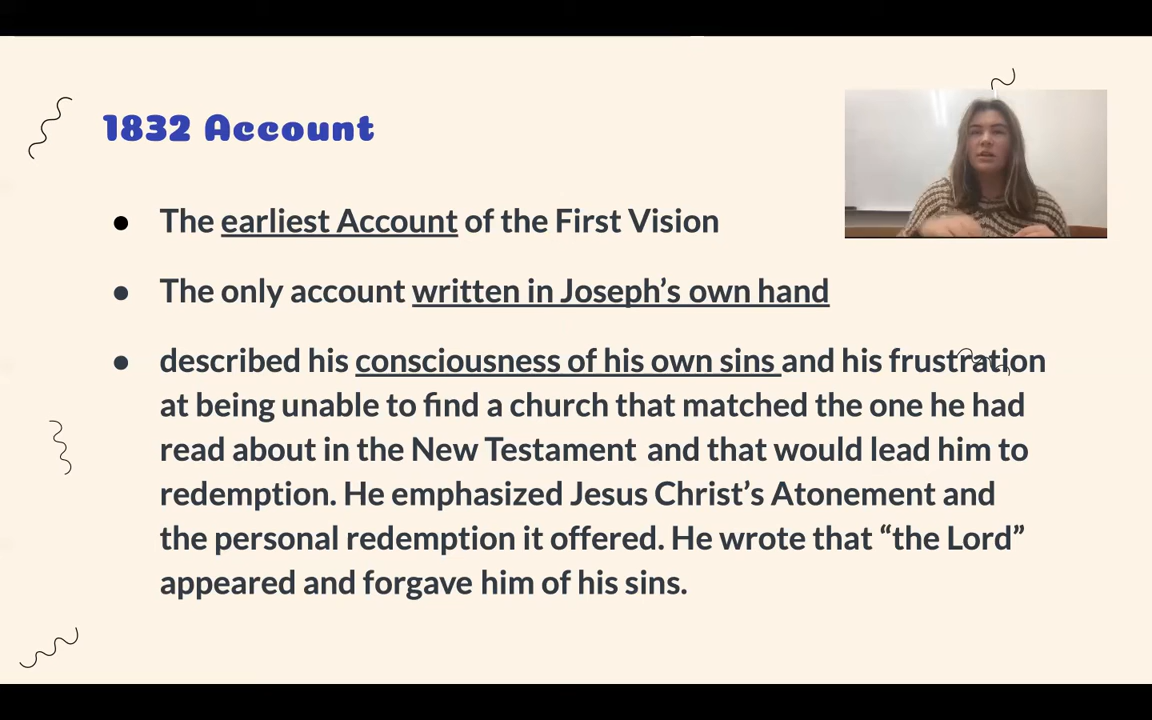 1832 Account
● The earliest Account of the First Vision
● The only account written in Joseph’s own hand
● described his consciousness of his own sins and his frustration
at being unable to find a church that matched the one he had
read about in the New Testament and that would lead him to
redemption. He emphasized Jesus Christ’s Atonement and
the personal redemption it offered. He wrote that “the Lord”
appeared and forgave him of his sins.